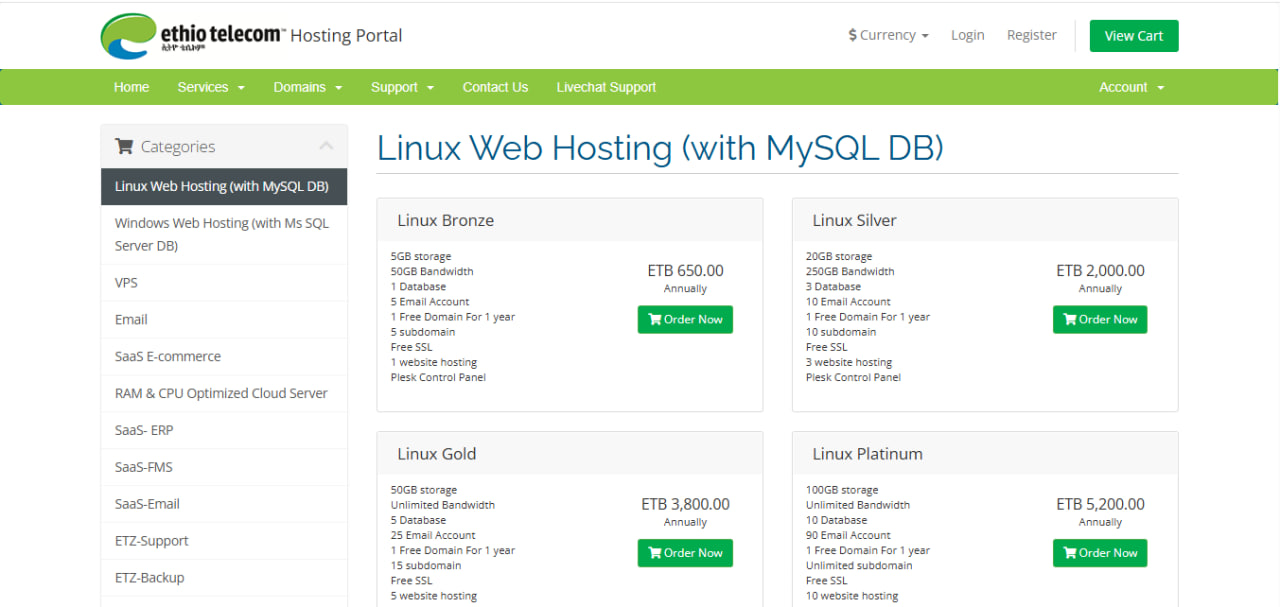 ethio telecom™ Hosting Portal
ኢትዮ ቴሌኮም
$ Currency
Login
Register
View Cart
Home
Services
Domains
Support
Contact Us
Livechat Support
Account
Categories
Linux Web Hosting (with MySQL DB)
Windows Web Hosting (with Ms SQL
Server DB)
VPS
Email
SaaS E-commerce
RAM & CPU Optimized Cloud Server
SaaS- ERP
SaaS-FMS
SaaS-Email
ETZ-Support
ETZ-Backup
Linux Web Hosting (with MySQL DB)
Linux Bronze
5GB storage
50GB Bandwidth
1 Database
5 Email Account
1 Free Domain For 1 year
5 subdomain
Free SSL
1 website hosting
Plesk Control Panel
ETB 650.00
Annually
Order Now
Linux Silver
20GB storage
250GB Bandwidth
3 Database
10 Email Account
1 Free Domain For 1 year
10 subdomain
Free SSL
3 website hosting
Plesk Control Panel
ETB 2,000.00
Annually
Order Now
Linux Gold
50GB storage
Unlimited Bandwidth
5 Database
25 Email Account
1 Free Domain For 1 year
15 subdomain
Free SSL
5 website hosting
ETB 3,800.00
Annually
Order Now
Linux Platinum
100GB storage
Unlimited Bandwidth
10 Database
90 Email Account
1 Free Domain For 1 year
Unlimited subdomain
Free SSL
10 website hosting
ETB 5,200.00
Annually
Order Now